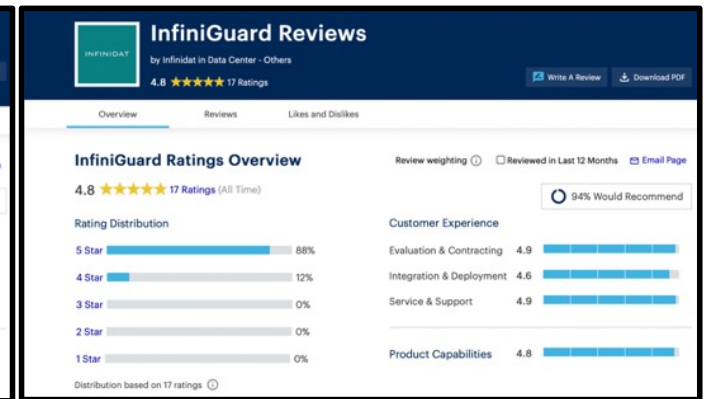 INFINIDAT
InfiniGuard Reviews
by Infinidat in Data Center - Others
4.8 ★★★★★ 17 Ratings
Write A Review
Download PDF
Overview Reviews Likes and Dislikes
InfiniGuard Ratings Overview
Review weighting Reviewed in Last 12 Months Email Page
4.8 ★★★★★ 17 Ratings (All Time)
94% Would Recommend
Rating Distribution
5 Star 88%
4 Star 12%
3 Star 0%
2 Star 0%
1 Star 0%
Distribution based on 17 ratings
Customer Experience
Evaluation & Contracting 4.9
Integration & Deployment 4.6
Service & Support 4.9
Product Capabilities 4.8